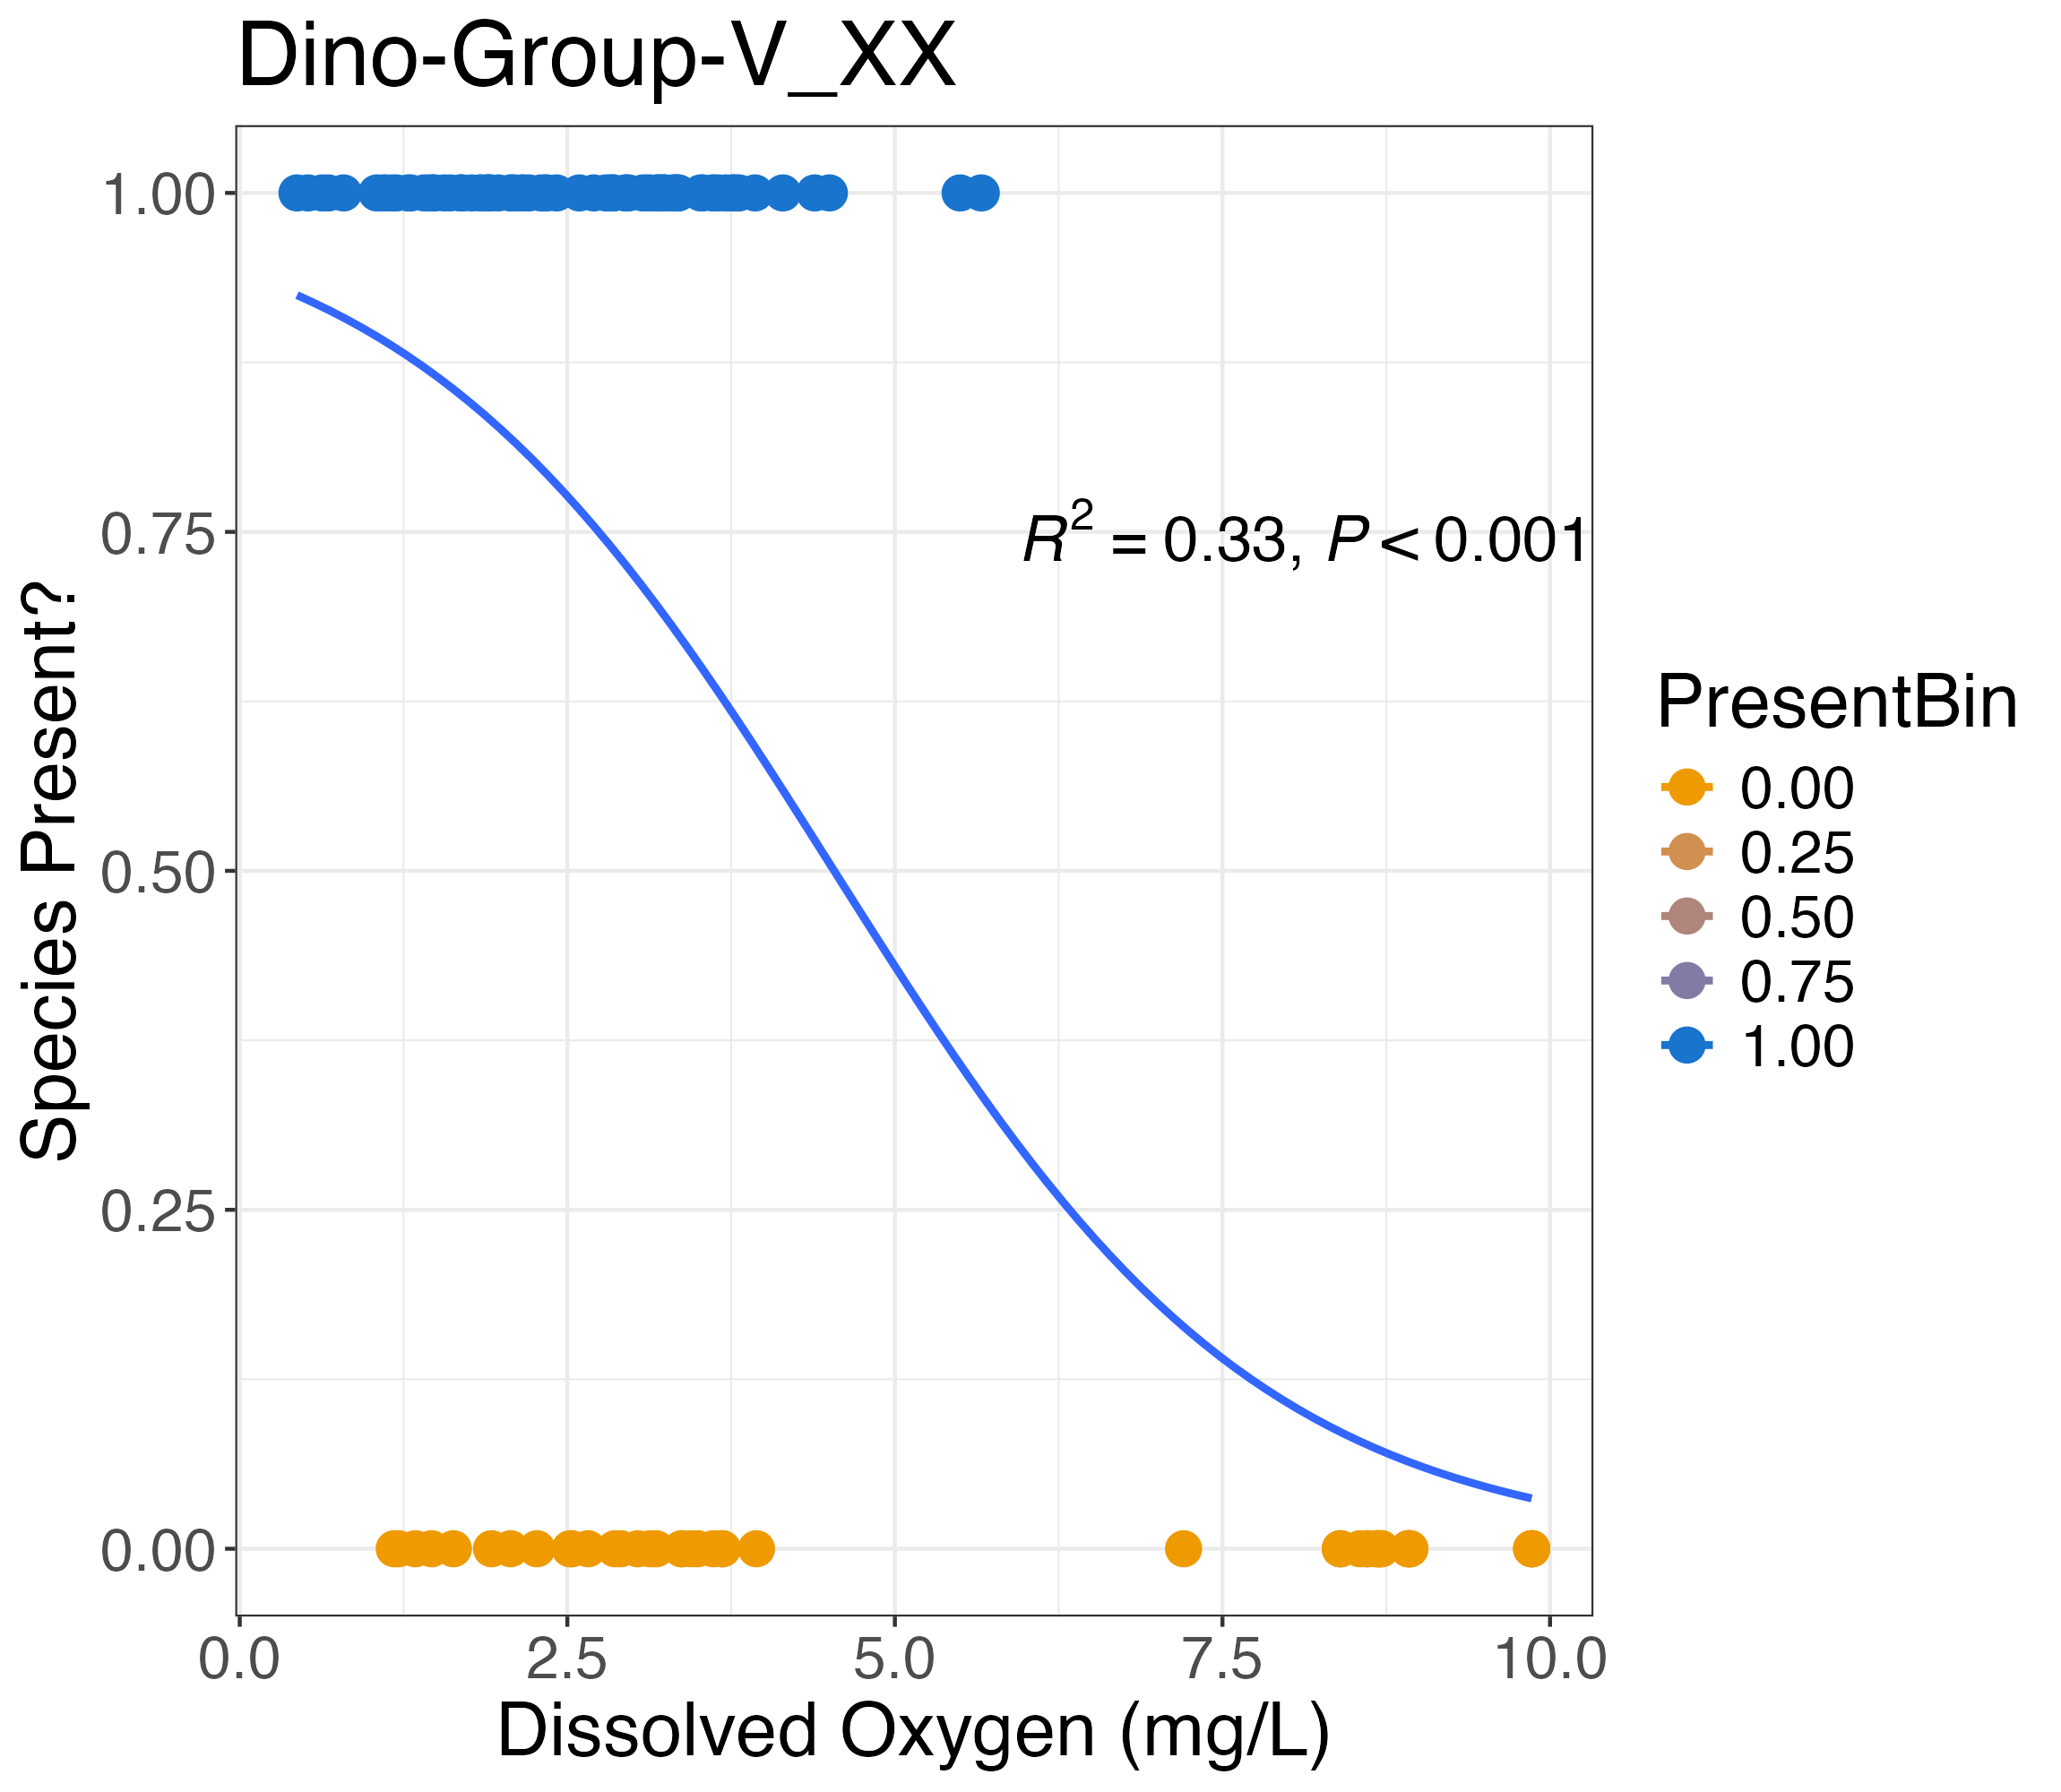 Dino-Group-V_XX
Species Present?
1.00
0.75
0.50
0.25
0.00
R² = 0.33, P < 0.001
0.0 2.5 5.0 7.5 10.0
Dissolved Oxygen (mg/L)
PresentBin
0.00
0.25
0.50
0.75
1.00